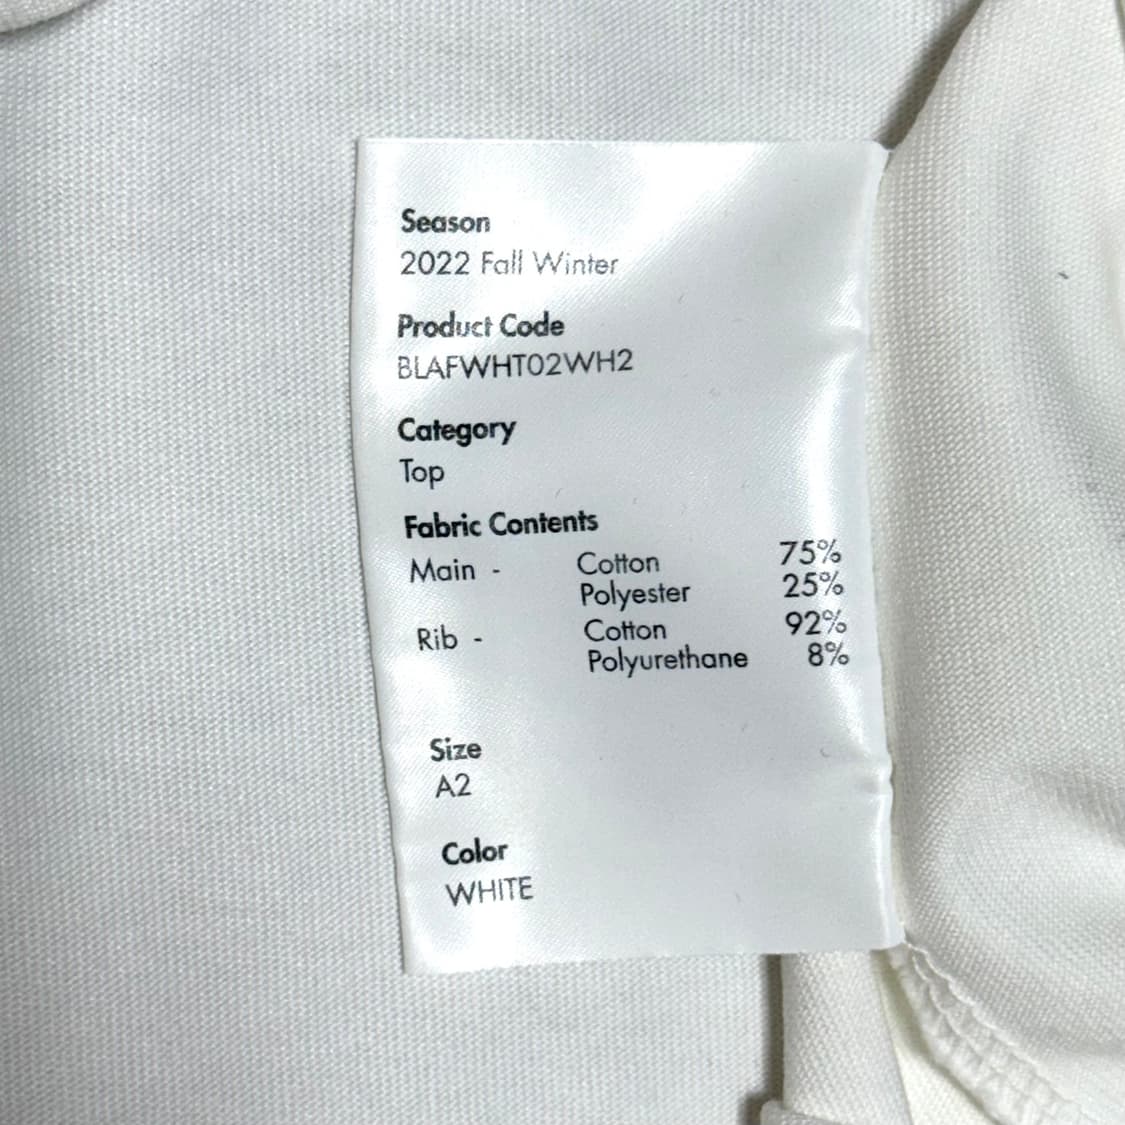 Season
2022 Fall Winter
Product Code
BLAFWHT02WH2
Category
Top
Fabric Contents
Main - Cotton 75%
Polyester 25%
Rib - Cotton 92%
Polyurethane 8%
Size
A2
Color
WHITE